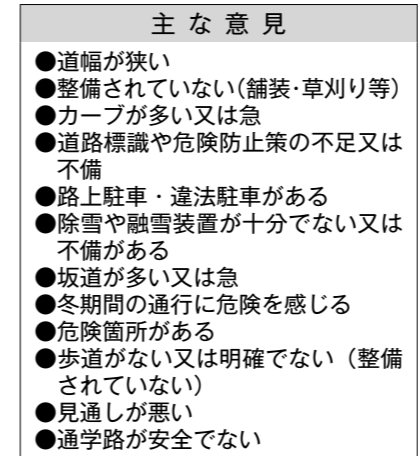 主な意見
●道幅が狭い
●整備されていない（舗装・草刈り等）
●カーブが多い又は急
●道路標識や危険防止策の不足又は
不備
●路上駐車・違法駐車がある
●除雪や融雪装置が十分でない又は
不備がある
●坂道が多い又は急
●冬期間の通行に危険を感じる
●危険箇所がある
●歩道がない又は明確でない（整備
されていない）
●見通しが悪い
●通学路が安全でない